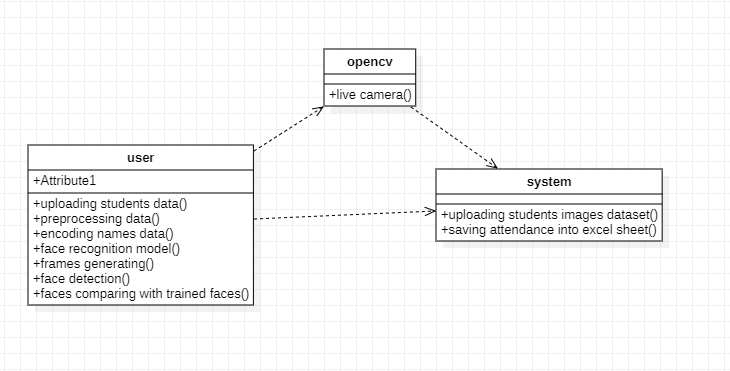 opencv
+live camera()
user
+Attribute1
+uploading students data()
+preprocessing data()
+encoding names data()
+face recognition model()
+frames generating()
+face detection()
+faces comparing with trained faces()
system
+uploading students images dataset()
+saving attendance into excel sheet()